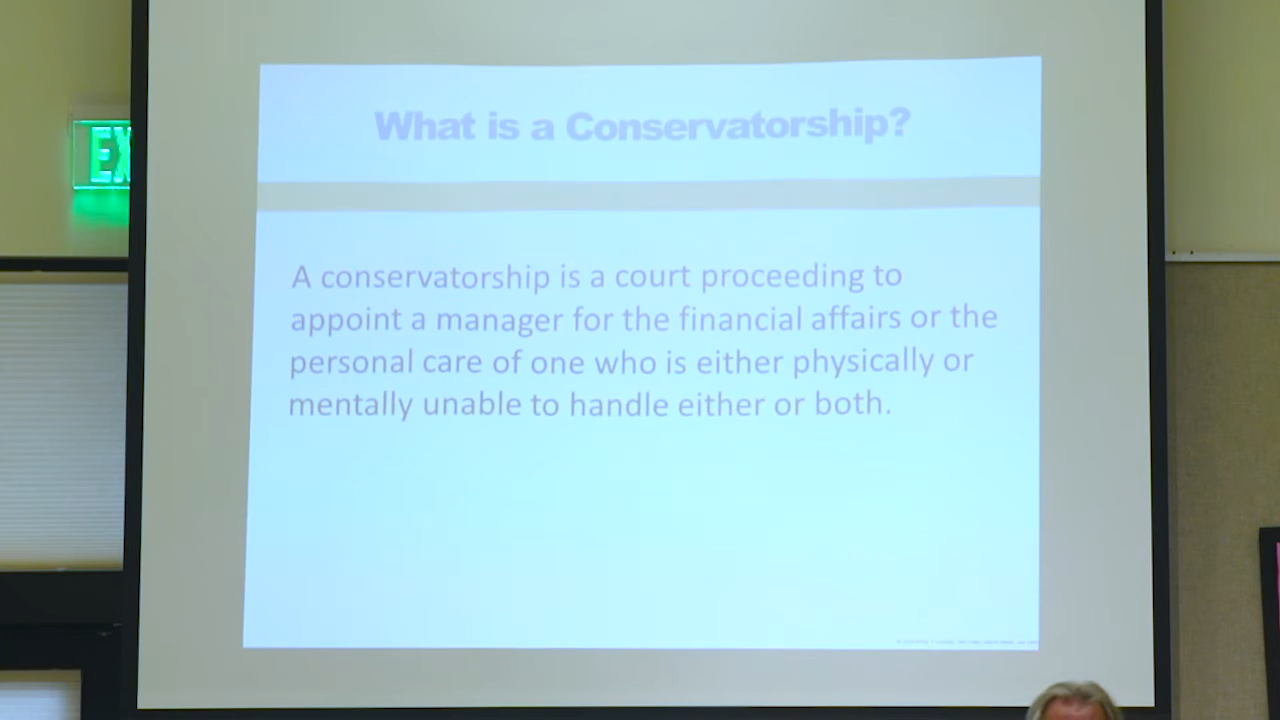 EX
What is a Conservatorship?
A conservatorship is a court proceeding to
appoint a manager for the financial affairs or the
personal care of one who is either physically or
mentally unable to handle either or both.